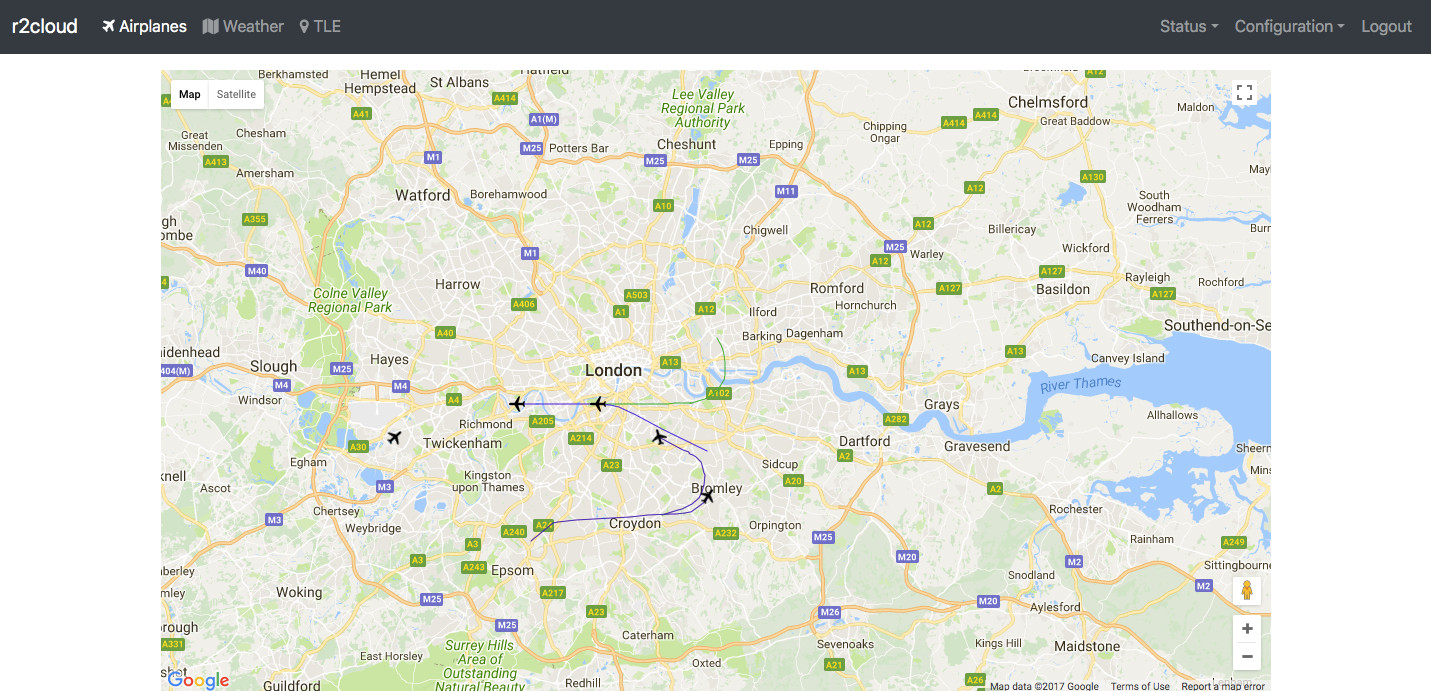 r2cloud Airplanes Weather TLE Status Configuration Logout
Map Satellite
Berkhamsted
Hemel
Hempstead
St Albans
Hatfield
A12
A414
A41
A1(M)
Lee Valley
Regional Park
Authority
Chelmsford
Great Baddow
Maldon
A414
A414
Chipping
Ongar
Great
Missenden
Chesham
A413
Amersham
M1
M25
Potters Bar
Cheshunt
M25
M25
Epping
Watford
Borehamwood
M11
A12
A130
South
Woodham
Ferrers
A355
A10
Chigwell
A12
Billericay
Wickford
M1
M25
Warley
A12
M40
Harrow
Colne Valley
Regional Park
A406
A503
A1
A12
Ilford
Romford
Hornchurch
A129
A127
Basildon
A127
Rayleigh
A127
Rochford
A40
Barking
Dagenham
Southend-on-Se
Hayes
Slough
M25
M4
M4
London
A13
A13
A13
Canvey Island
River Thames
Windsor
A4
A102
A205
Richmond
A214
A30
Twickenham
A282
Grays
Allhallows
Egham
A23
Sidcup
Dartford
A2
Gravesend
Ascot
M3
Kingston
upon Thames
Bromley
A20
A2
M3
Chertsey
Weybridge
Croydon
A240
A232
Orpington
M25
Rochester
Rainham
A249
Sittingbourne
A3
A3
A243
Epsom
M20
M2
M2
Snodland
Woking
M25
A217
A23
M26
M20
Aylesford
M25
Caterham
Sevenoaks
Kings Hill
Maidstone
A331
East Horsley
Surrey Hills
Area of
Outstanding
Natural Beauty
Oxted
A21
Redhill
Guildford
A26
Google
Map data ©2017 Google Terms of Use Report a map error